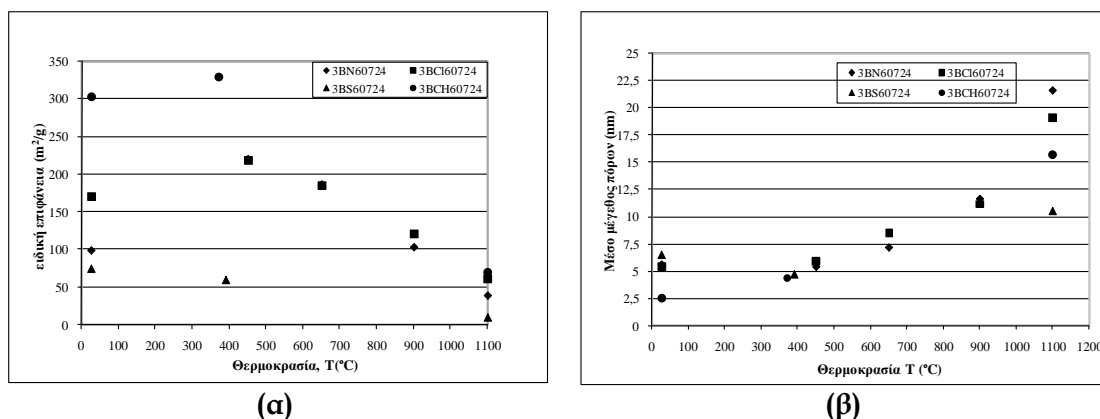 350
300
250
200
150
100
50
0
ειδική επιφάνεια (m²/g)
3BN60724
3BCl60724
3BS60724
3BCH60724
0 100 200 300 400 500 600 700 800 900 1000 1100
Θερμοκρασία, T(°C)
(α)
25
22,5
20
17,5
15
12,5
10
7,5
5
2,5
0
Μέσο μέγεθος πόρων (nm)
3BN60724
3BCl60724
3BS60724
3BCH60724
0 100 200 300 400 500 600 700 800 900 1000 1100 1200
Θερμοκρασία T (°C)
(β)